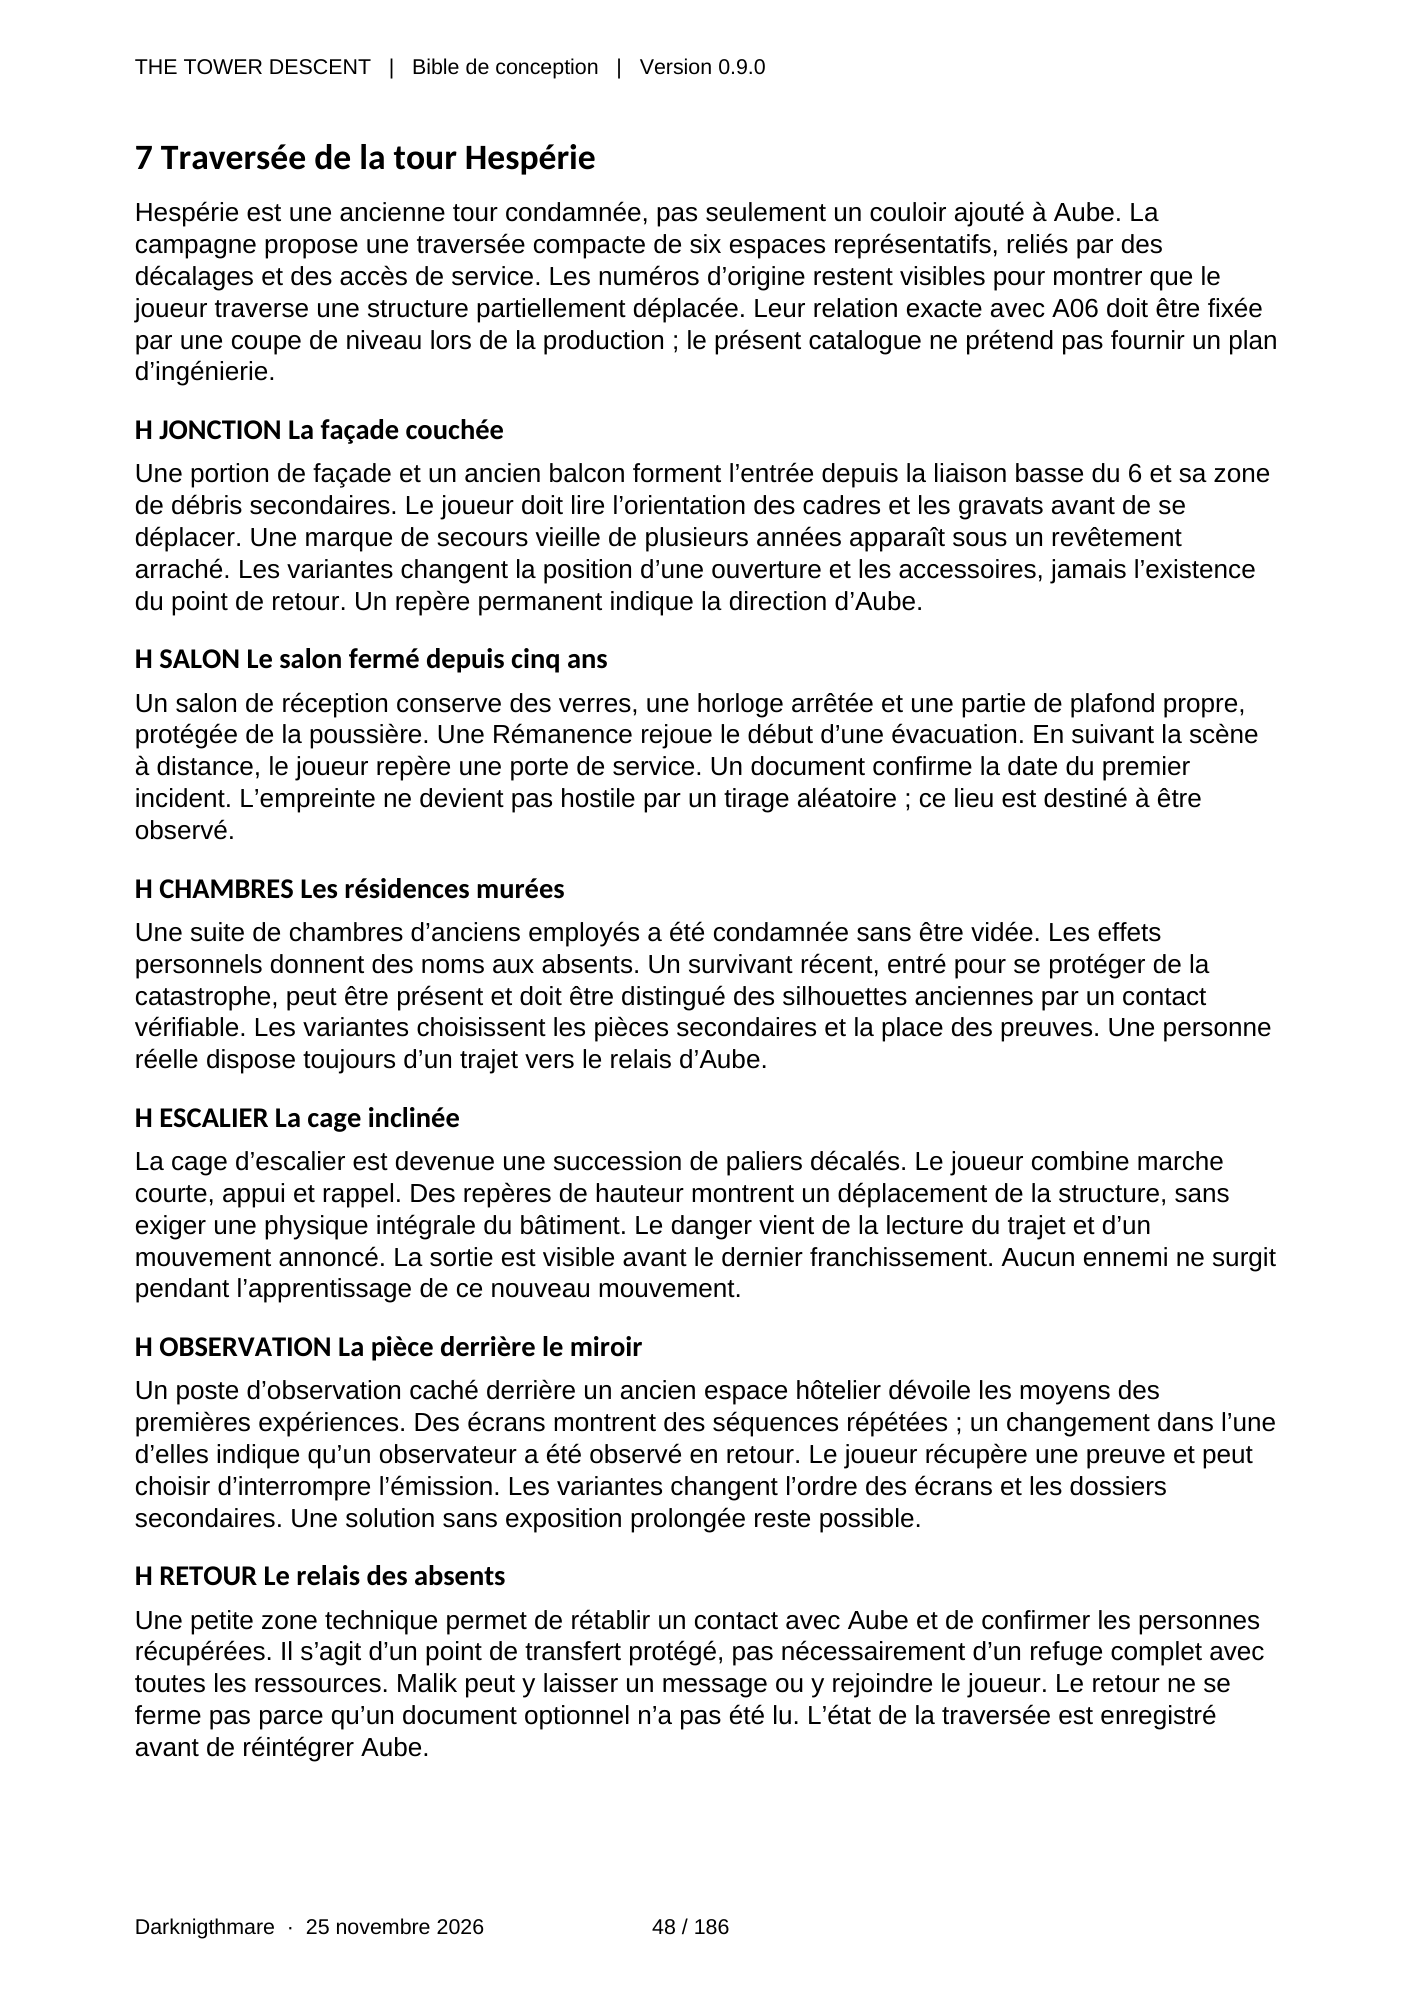 THE TOWER DESCENT | Bible de conception | Version 0.9.0
7 Traversée de la tour Hespérie
Hespérie est une ancienne tour condamnée, pas seulement un couloir ajouté à Aube. La
campagne propose une traversée compacte de six espaces représentatifs, reliés par des
décalages et des accès de service. Les numéros d’origine restent visibles pour montrer que le
joueur traverse une structure partiellement déplacée. Leur relation exacte avec A06 doit être fixée
par une coupe de niveau lors de la production ; le présent catalogue ne prétend pas fournir un plan
d’ingénierie.
H JONCTION La façade couchée
Une portion de façade et un ancien balcon forment l’entrée depuis la liaison basse du 6 et sa zone
de débris secondaires. Le joueur doit lire l’orientation des cadres et les gravats avant de se
déplacer. Une marque de secours vieille de plusieurs années apparaît sous un revêtement
arraché. Les variantes changent la position d’une ouverture et les accessoires, jamais l’existence
du point de retour. Un repère permanent indique la direction d’Aube.
H SALON Le salon fermé depuis cinq ans
Un salon de réception conserve des verres, une horloge arrêtée et une partie de plafond propre,
protégée de la poussière. Une Rémanence rejoue le début d’une évacuation. En suivant la scène
à distance, le joueur repère une porte de service. Un document confirme la date du premier
incident. L’empreinte ne devient pas hostile par un tirage aléatoire ; ce lieu est destiné à être
observé.
H CHAMBRES Les résidences murées
Une suite de chambres d’anciens employés a été condamnée sans être vidée. Les effets
personnels donnent des noms aux absents. Un survivant récent, entré pour se protéger de la
catastrophe, peut être présent et doit être distingué des silhouettes anciennes par un contact
vérifiable. Les variantes choisissent les pièces secondaires et la place des preuves. Une personne
réelle dispose toujours d’un trajet vers le relais d’Aube.
H ESCALIER La cage inclinée
La cage d’escalier est devenue une succession de paliers décalés. Le joueur combine marche
courte, appui et rappel. Des repères de hauteur montrent un déplacement de la structure, sans
exiger une physique intégrale du bâtiment. Le danger vient de la lecture du trajet et d’un
mouvement annoncé. La sortie est visible avant le dernier franchissement. Aucun ennemi ne surgit
pendant l’apprentissage de ce nouveau mouvement.
H OBSERVATION La pièce derrière le miroir
Un poste d’observation caché derrière un ancien espace hôtelier dévoile les moyens des
premières expériences. Des écrans montrent des séquences répétées ; un changement dans l’une
d’elles indique qu’un observateur a été observé en retour. Le joueur récupère une preuve et peut
choisir d’interrompre l’émission. Les variantes changent l’ordre des écrans et les dossiers
secondaires. Une solution sans exposition prolongée reste possible.
H RETOUR Le relais des absents
Une petite zone technique permet de rétablir un contact avec Aube et de confirmer les personnes
récupérées. Il s’agit d’un point de transfert protégé, pas nécessairement d’un refuge complet avec
toutes les ressources. Malik peut y laisser un message ou y rejoindre le joueur. Le retour ne se
ferme pas parce qu’un document optionnel n’a pas été lu. L’état de la traversée est enregistré
avant de réintégrer Aube.
Darknigthmare · 25 novembre 2026 48 / 186